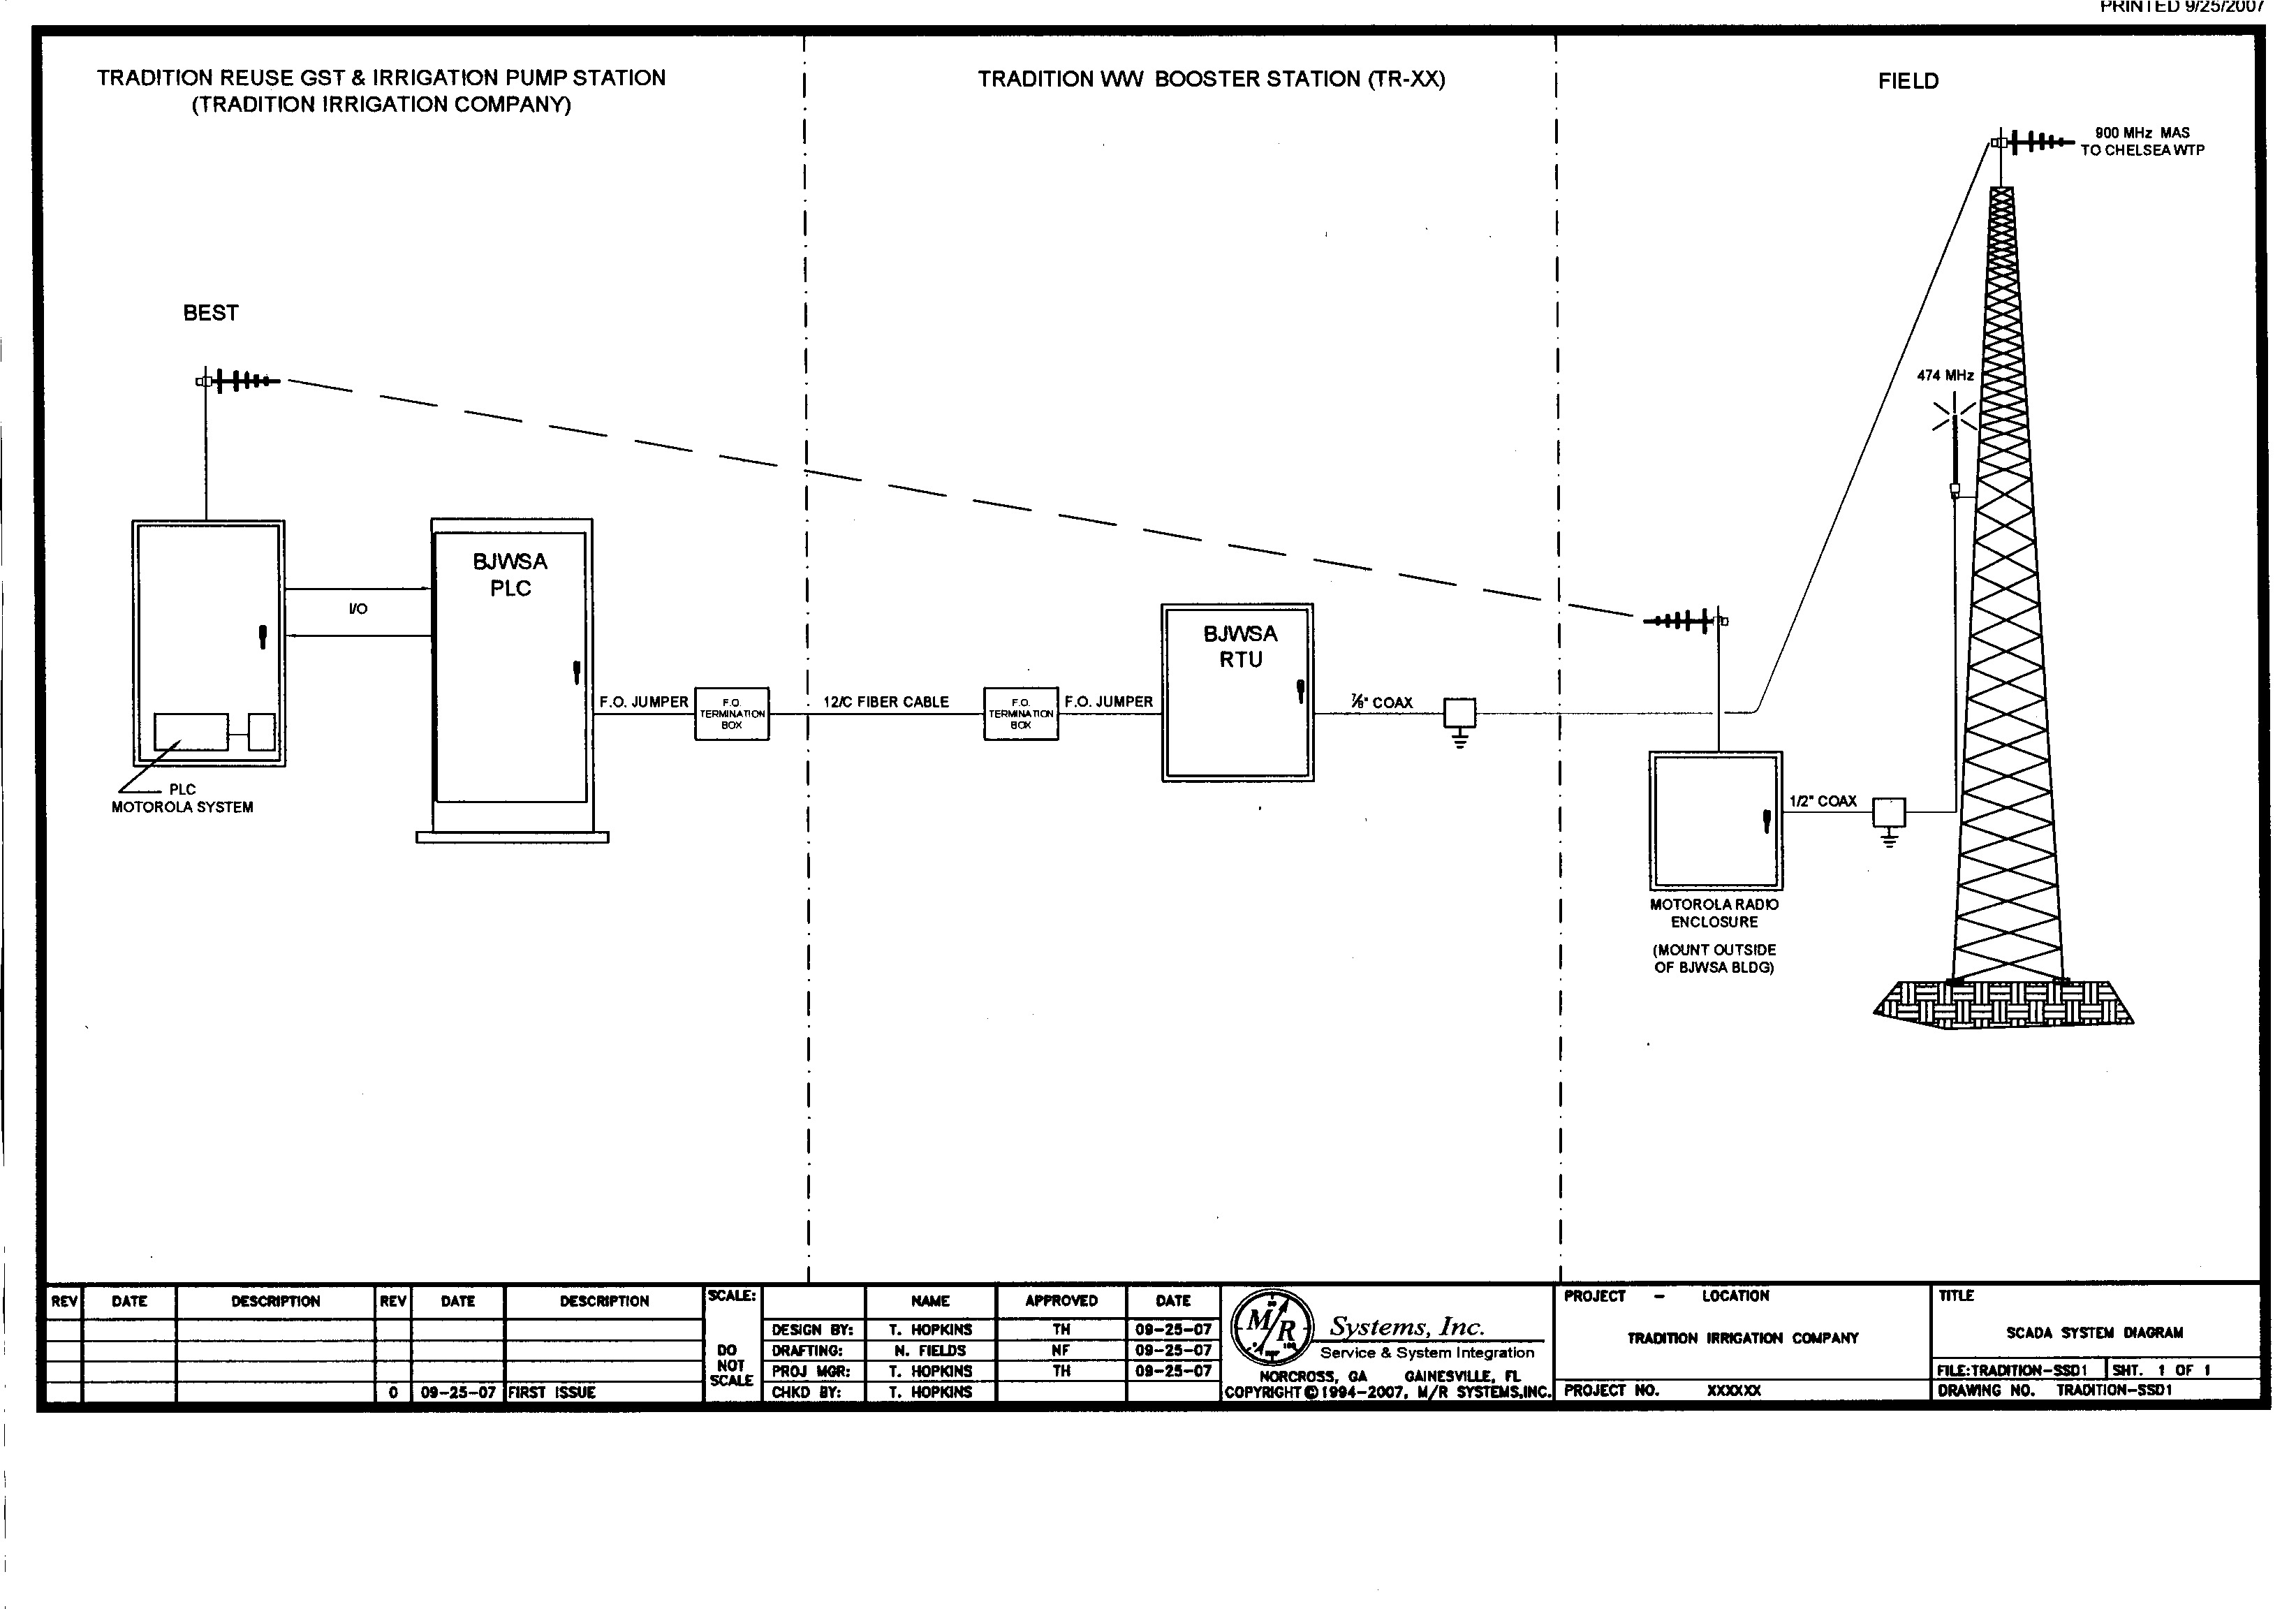 PRINTED 9/25/2007
TRADITION REUSE GST & IRRIGATION PUMP STATION
(TRADITION IRRIGATION COMPANY)
TRADITION WW BOOSTER STATION (TR-XX)
FIELD
900 MHz MAS
TO CHELSEA WTP
BEST
474 MHz
BJWSA
PLC
I/O
BJWSA
RTU
F.O. JUMPER
F.O.
TERMINATION
BOX
12/C FIBER CABLE
F.O.
TERMINATION
BOX
F.O. JUMPER
⅞" COAX
PLC
MOTOROLA SYSTEM
1/2" COAX
MOTOROLA RADIO
ENCLOSURE
(MOUNT OUTSIDE
OF BJWSA BLDG)
REV DATE DESCRIPTION REV DATE DESCRIPTION
0 09-25-07 FIRST ISSUE
SCALE:
DO
NOT
SCALE
NAME APPROVED DATE
DESIGN BY: T. HOPKINS TH 09-25-07
DRAFTING: N. FIELDS NF 09-25-07
PROJ MGR: T. HOPKINS TH 09-25-07
CHKD BY: T. HOPKINS
M/R Systems, Inc.
Service & System Integration
NORCROSS, GA GAINESVILLE, FL
COPYRIGHT © 1994-2007, M/R SYSTEMS,INC.
PROJECT - LOCATION
TRADITION IRRIGATION COMPANY
PROJECT NO. XXXXXX
TITLE
SCADA SYSTEM DIAGRAM
FILE:TRADITION-SSD1 SHT. 1 OF 1
DRAWING NO. TRADITION-SSD1